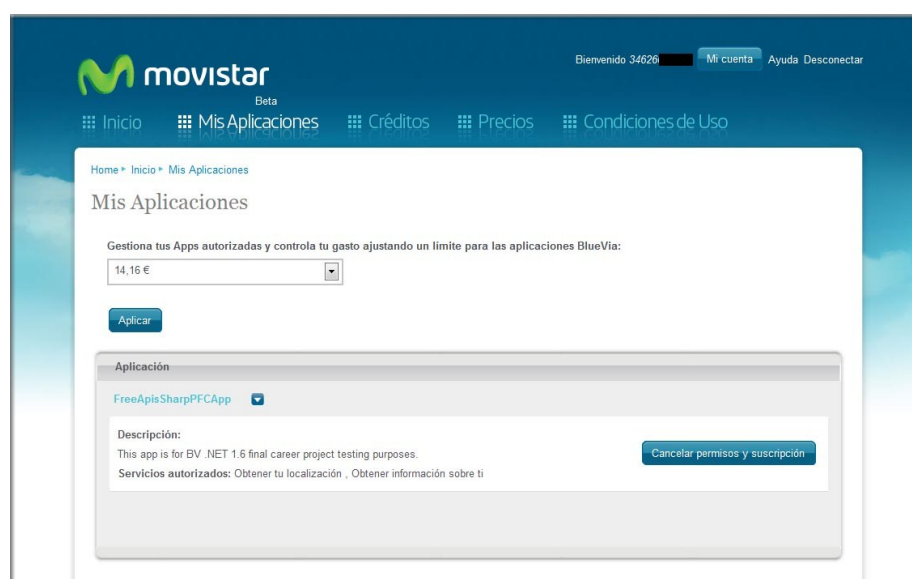 movistar
Bienvenido 34626 Mi cuenta Ayuda Desconectar
Beta
Inicio Mis Aplicaciones Créditos Precios Condiciones de Uso
Home Inicio Mis Aplicaciones
Mis Aplicaciones
Gestiona tus Apps autorizadas y controla tu gasto ajustando un límite para las aplicaciones BlueVia:
14,16 €
Aplicar
Aplicación
FreeApisSharpPFCApp
Descripción:
This app is for BV .NET 1.6 final career project testing purposes.
Cancelar permisos y suscripción
Servicios autorizados: Obtener tu localización , Obtener información sobre ti